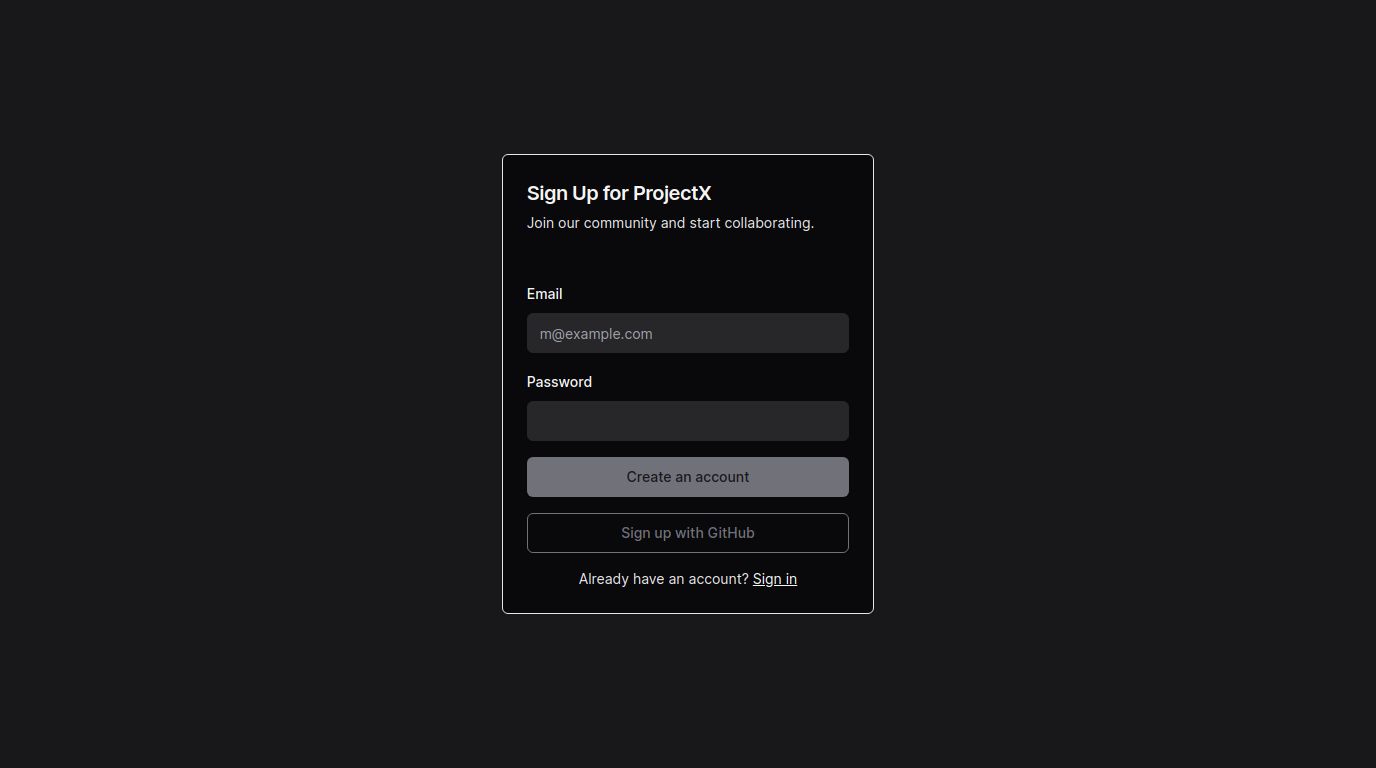 Sign Up for ProjectX
Join our community and start collaborating.
Email
m@example.com
Password
Create an account
Sign up with GitHub
Already have an account? Sign in